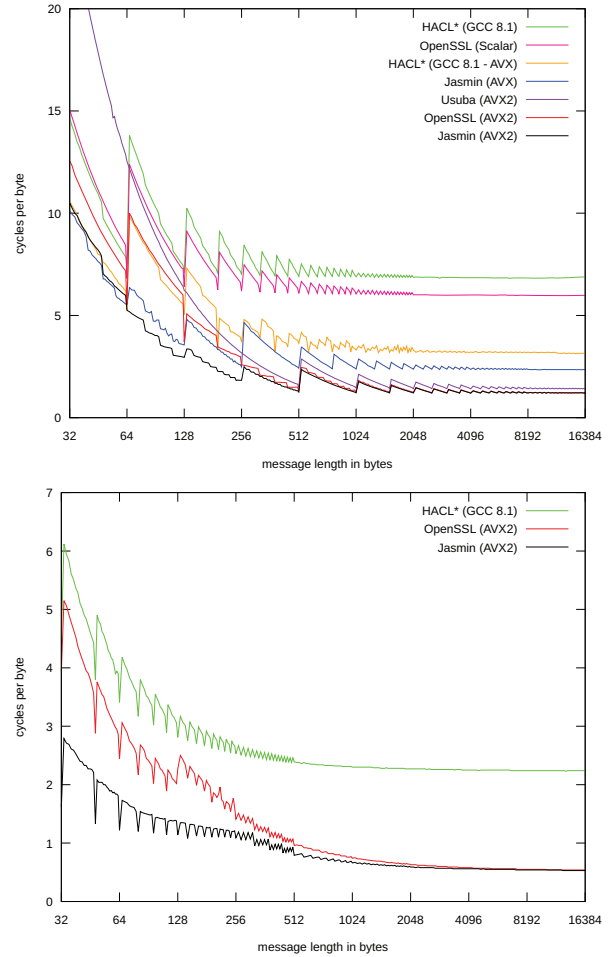 20
15
10
5
0
cycles per byte
HACL* (GCC 8.1)
OpenSSL (Scalar)
HACL* (GCC 8.1 - AVX)
Jasmin (AVX)
Usuba (AVX2)
OpenSSL (AVX2)
Jasmin (AVX2)
32 64 128 256 512 1024 2048 4096 8192 16384
message length in bytes
7
6
5
4
3
2
1
0
cycles per byte
HACL* (GCC 8.1)
OpenSSL (AVX2)
Jasmin (AVX2)
32 64 128 256 512 1024 2048 4096 8192 16384
message length in bytes